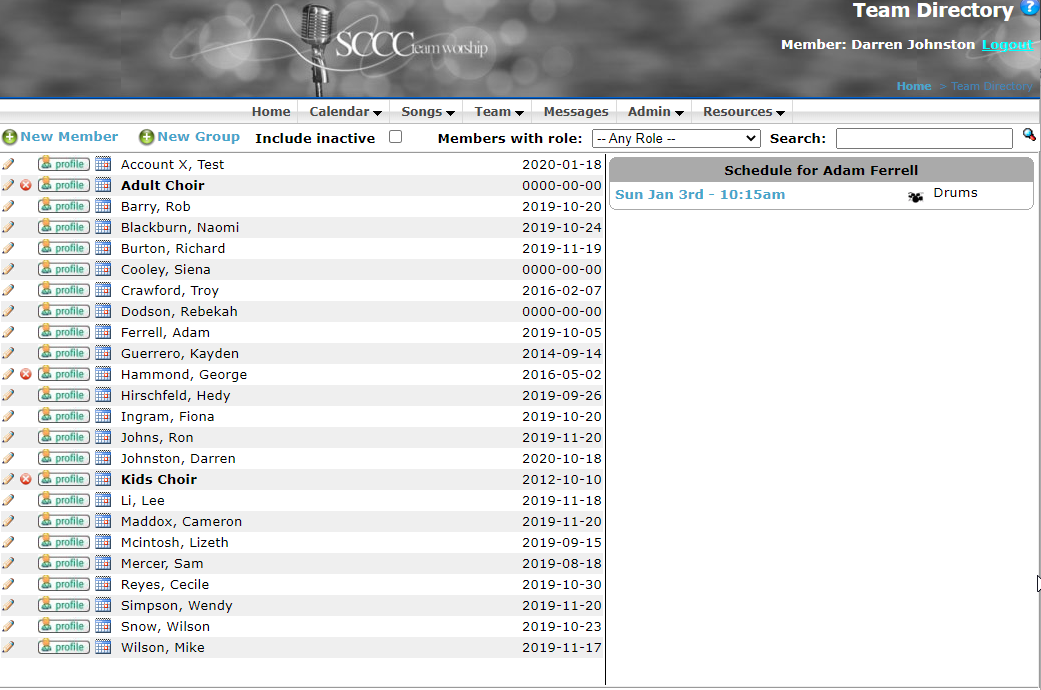 Team Directory ?
SCCC team worship
Member: Darren Johnston Logout
Home > Team Directory
Home Calendar Songs Team Messages Admin Resources
New Member New Group Include inactive Members with role: -- Any Role -- Search:
profile Account X, Test 2020-01-18
profile Adult Choir 0000-00-00
profile Barry, Rob 2019-10-20
profile Blackburn, Naomi 2019-10-24
profile Burton, Richard 2019-11-19
profile Cooley, Siena 0000-00-00
profile Crawford, Troy 2016-02-07
profile Dodson, Rebekah 0000-00-00
profile Ferrell, Adam 2019-10-05
profile Guerrero, Kayden 2014-09-14
profile Hammond, George 2016-05-02
profile Hirschfeld, Hedy 2019-09-26
profile Ingram, Fiona 2019-10-20
profile Johns, Ron 2019-11-20
profile Johnston, Darren 2020-10-18
profile Kids Choir 2012-10-10
profile Li, Lee 2019-11-18
profile Maddox, Cameron 2019-11-20
profile Mcintosh, Lizeth 2019-09-15
profile Mercer, Sam 2019-08-18
profile Reyes, Cecile 2019-10-30
profile Simpson, Wendy 2019-11-20
profile Snow, Wilson 2019-10-23
profile Wilson, Mike 2019-11-17
Schedule for Adam Ferrell
Sun Jan 3rd - 10:15am Drums